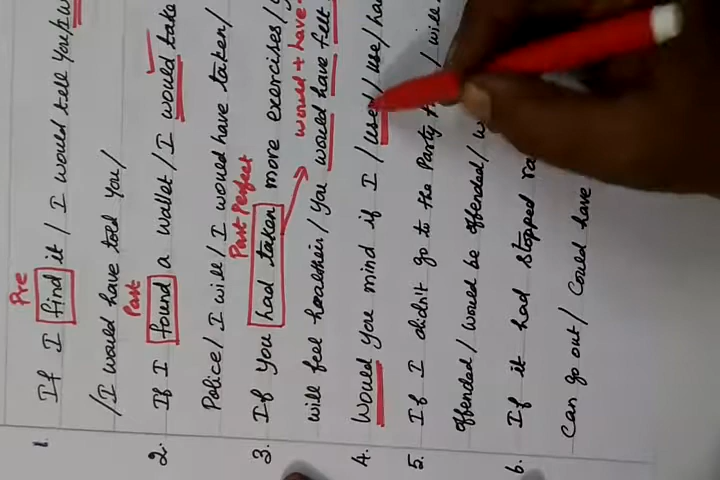 Pre
1. If I find it / I would tell You /
/ I would have told You /
Past
2. If I found a wallet / I would take
Police / I will / I would have taken /
Past Perfect would + have
3. If you had taken more exercises /
will feel healthier / You would have felt
4. Would you mind if I / used / use /
5. If I didn't go to the Party / will
offended / would be offended /
6. If it had stopped
can go out / Could have